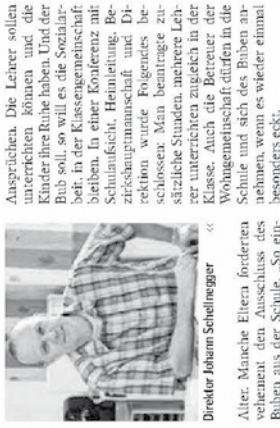 Direktor Johann Schellnegger
Alter. Manche Eltern forderten
vehement den Ausschluss des
Buben aus der Schule. So ein-
Ansprüchen. Die Lehrer sollen
unterrichten können und die
Kinder ihre Ruhe haben. Und der
Bub soll, so will es die Sozialar-
beit, in der Klassengemeinschaft
bleiben. In einer Konferenz mit
Schulaufsicht, Heimleitung, Be-
zirkshauptmannschaft und Di-
rektion wurde Folgendes be-
schlossen: Man beantragte zu-
sätzliche Stunden, mehrere Leh-
rer unterrichten zugleich in der
Klasse. Auch die Betreuer der
Wohngemeinschaft dürfen in die
Schule und sich des Buben an-
nehmen, wenn es wieder einmal
besonders eckt.